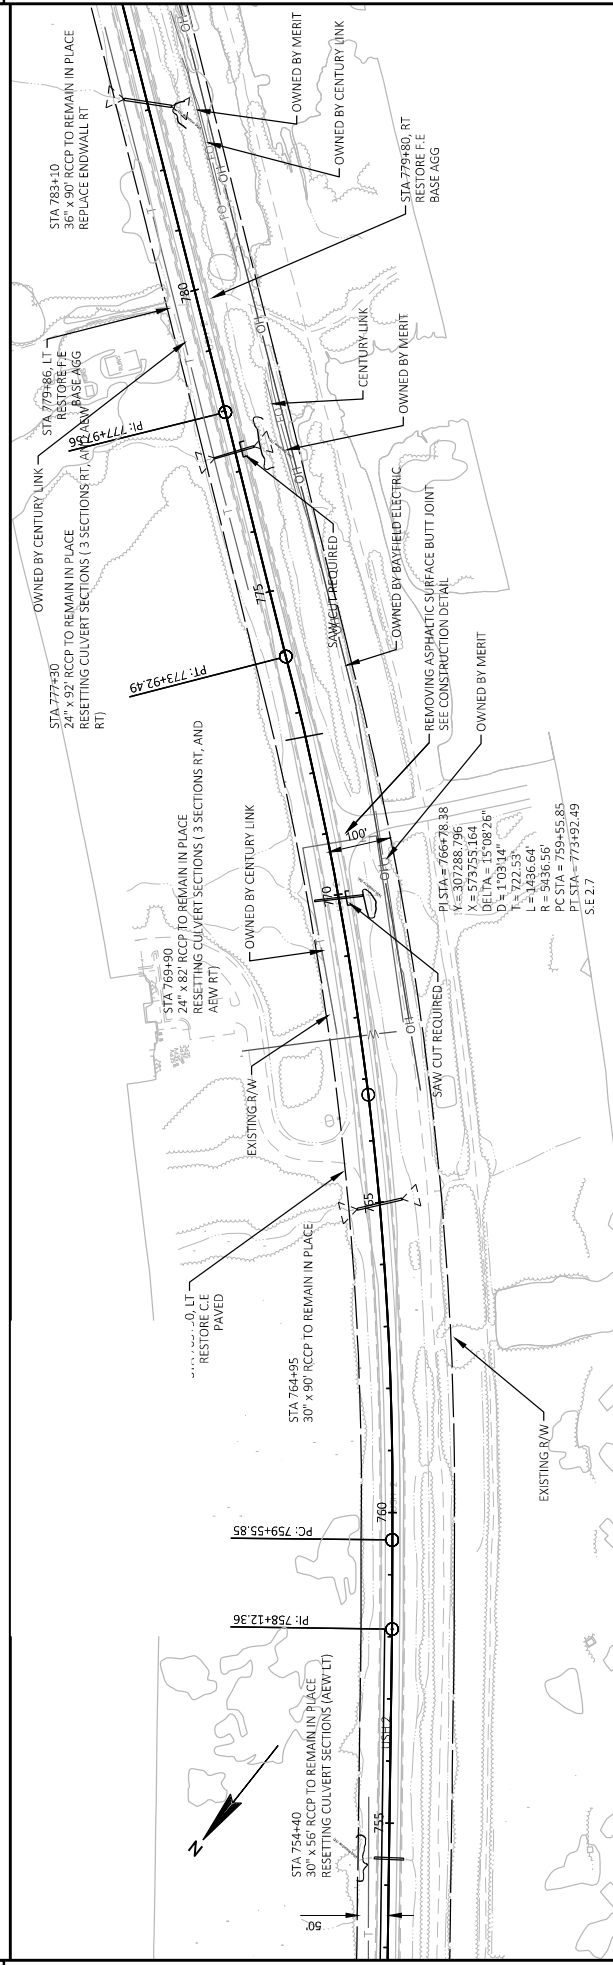 STA 754+40
30" x 56' RCCP TO REMAIN IN PLACE
RESETTING CULVERT SECTIONS (AEW LT)
50'
N
755
USH 2
PI: 758+12.36
PC: 759+55.85
760
EXISTING R/W
STA 764+95
30" x 90' RCCP TO REMAIN IN PLACE
LT
RESTORE C.E
PAVED
765
EXISTING R/W
W
SAW CUT REQUIRED
OH
OWNED BY CENTURY LINK
STA 769+90
24" x 82' RCCP TO REMAIN IN PLACE
RESETTING CULVERT SECTIONS ( 3 SECTIONS RT, AND
AEW RT)
770
100'
OH
PI STA = 766+78.38
Y = 307288.796
X = 573755.164
DELTA = 15°08'26"
D = 1°03'14"
T = 722.53'
L = 1436.64'
R = 5436.56'
PC STA = 759+55.85
PT STA = 773+92.49
S.E 2.7
OWNED BY MERIT
REMOVING ASPHALTIC SURFACE BUTT JOINT
SEE CONSTRUCTION DETAIL
OWNED BY BAYFIELD ELECTRIC
PT: 773+92.49
775
SAW CUT REQUIRED
STA 777+30
24" x 92' RCCP TO REMAIN IN PLACE
RESETTING CULVERT SECTIONS ( 3 SECTIONS RT, AND AEW
RT)
OWNED BY CENTURY LINK
PI: 777+97.56
OWNED BY MERIT
CENTURY LINK
STA 779+86, LT
RESTORE F.E
BASE AGG
780
STA 779+80, RT
RESTORE F.E
BASE AGG
T
OH
FO
STA 783+10
36" x 90' RCCP TO REMAIN IN PLACE
REPLACE ENDWALL RT
OWNED BY CENTURY LINK
OWNED BY MERIT